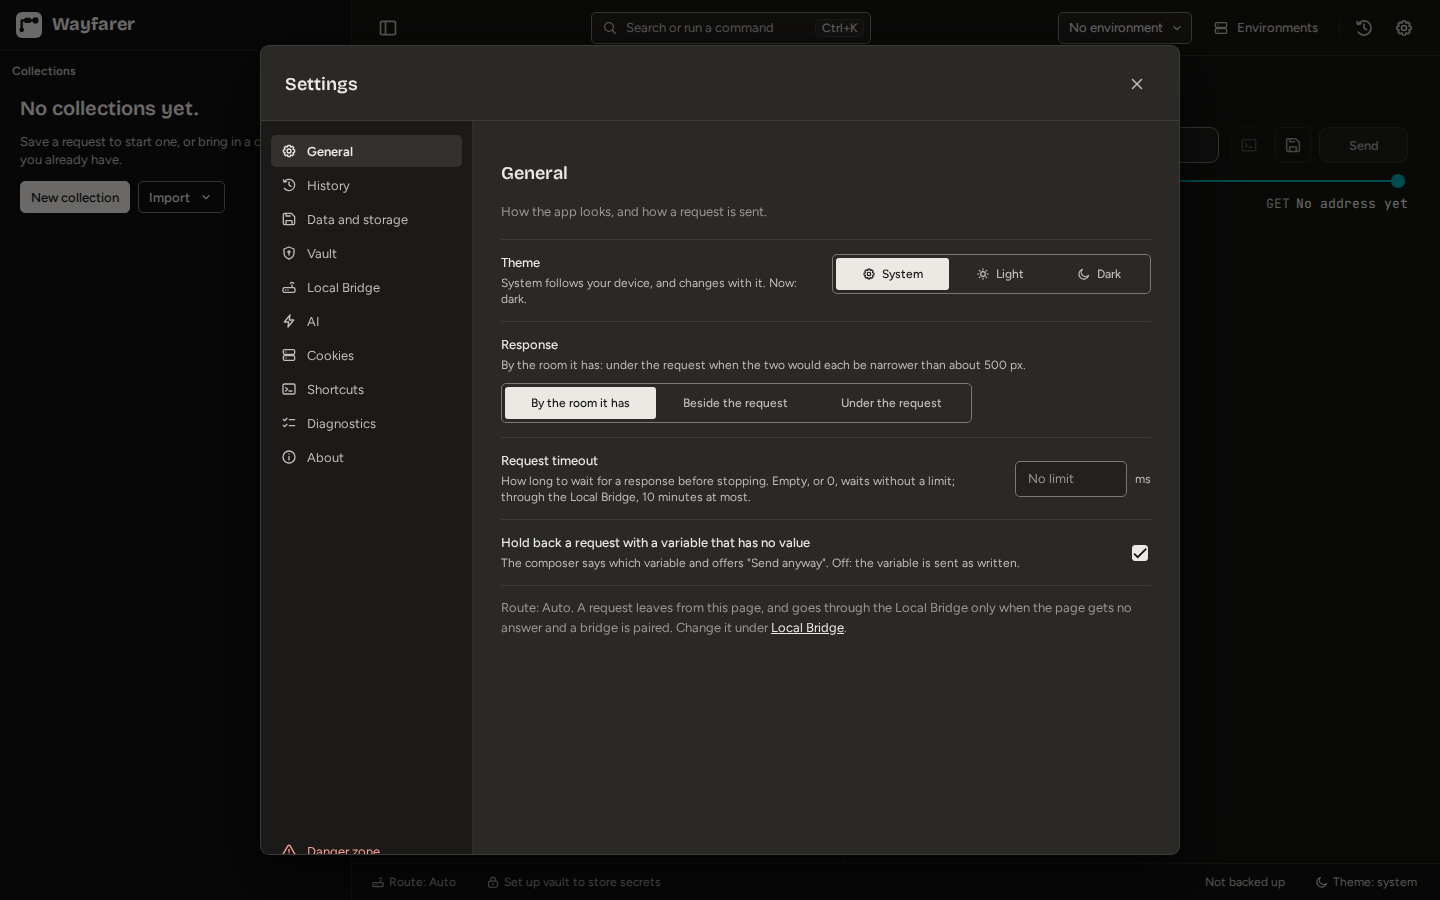 Wayfarer
Search or run a command
Ctrl+K
No environment
Environments
Collections
No collections yet.
Save a request to start one, or bring in a c
you already have.
New collection
Import
Send
GET No address yet
Settings
General
History
Data and storage
Vault
Local Bridge
AI
Cookies
Shortcuts
Diagnostics
About
Danger zone
General
How the app looks, and how a request is sent.
Theme
System follows your device, and changes with it. Now:
dark.
System
Light
Dark
Response
By the room it has: under the request when the two would each be narrower than about 500 px.
By the room it has
Beside the request
Under the request
Request timeout
How long to wait for a response before stopping. Empty, or 0, waits without a limit;
through the Local Bridge, 10 minutes at most.
No limit
ms
Hold back a request with a variable that has no value
The composer says which variable and offers "Send anyway". Off: the variable is sent as written.
Route: Auto. A request leaves from this page, and goes through the Local Bridge only when the page gets no
answer and a bridge is paired. Change it under Local Bridge.
Route: Auto
Set up vault to store secrets
Not backed up
Theme: system